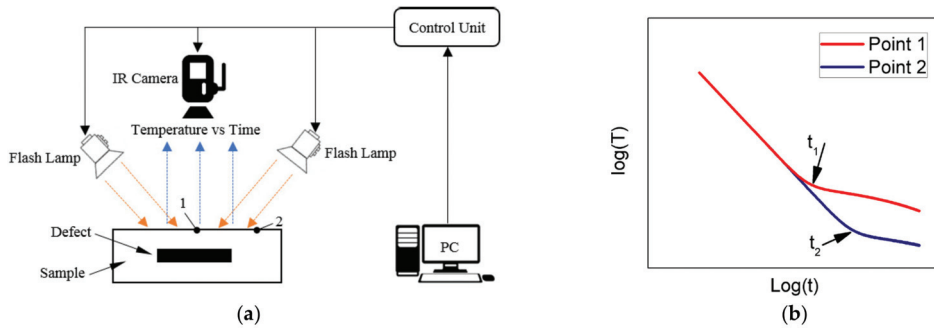 Control Unit
IR Camera
Temperature vs Time
Flash Lamp
Flash Lamp
1
2
Defect
Sample
PC
(a)
Point 1
Point 2
log(T)
t1
t2
Log(t)
(b)